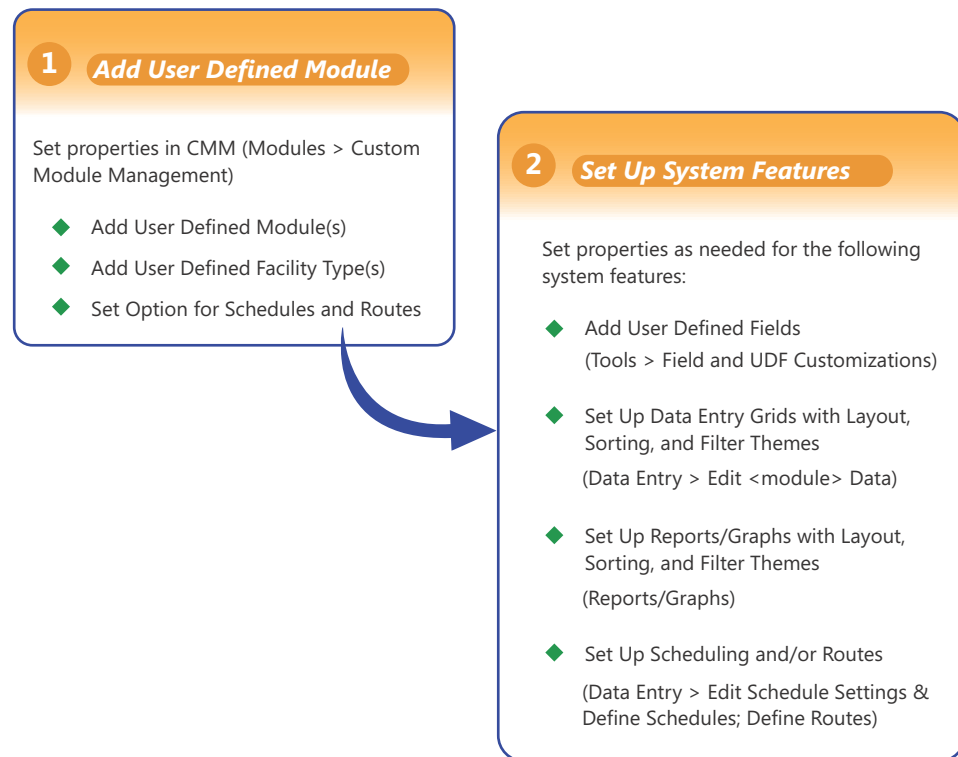 1
Add User Defined Module
Set properties in CMM (Modules > Custom
Module Management)
Add User Defined Module(s)
Add User Defined Facility Type(s)
Set Option for Schedules and Routes
2
Set Up System Features
Set properties as needed for the following
system features:
Add User Defined Fields
(Tools > Field and UDF Customizations)
Set Up Data Entry Grids with Layout,
Sorting, and Filter Themes
(Data Entry > Edit <module> Data)
Set Up Reports/Graphs with Layout,
Sorting, and Filter Themes
(Reports/Graphs)
Set Up Scheduling and/or Routes
(Data Entry > Edit Schedule Settings &
Define Schedules; Define Routes)